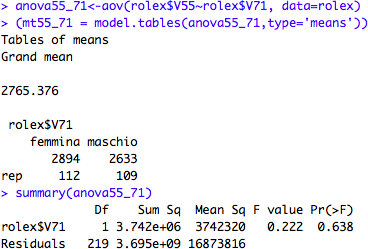 > anova55_71<-aov(rolex$V55~rolex$V71, data=rolex)
> (mt55_71 = model.tables(anova55_71,type='means'))
Tables of means
Grand mean
2765.376
rolex$V71
femmina maschio
2894 2633
rep 112 109
> summary(anova55_71)
Df Sum Sq Mean Sq F value Pr(>F)
rolex$V71 1 3.742e+06 3742320 0.222 0.638
Residuals 219 3.695e+09 16873816